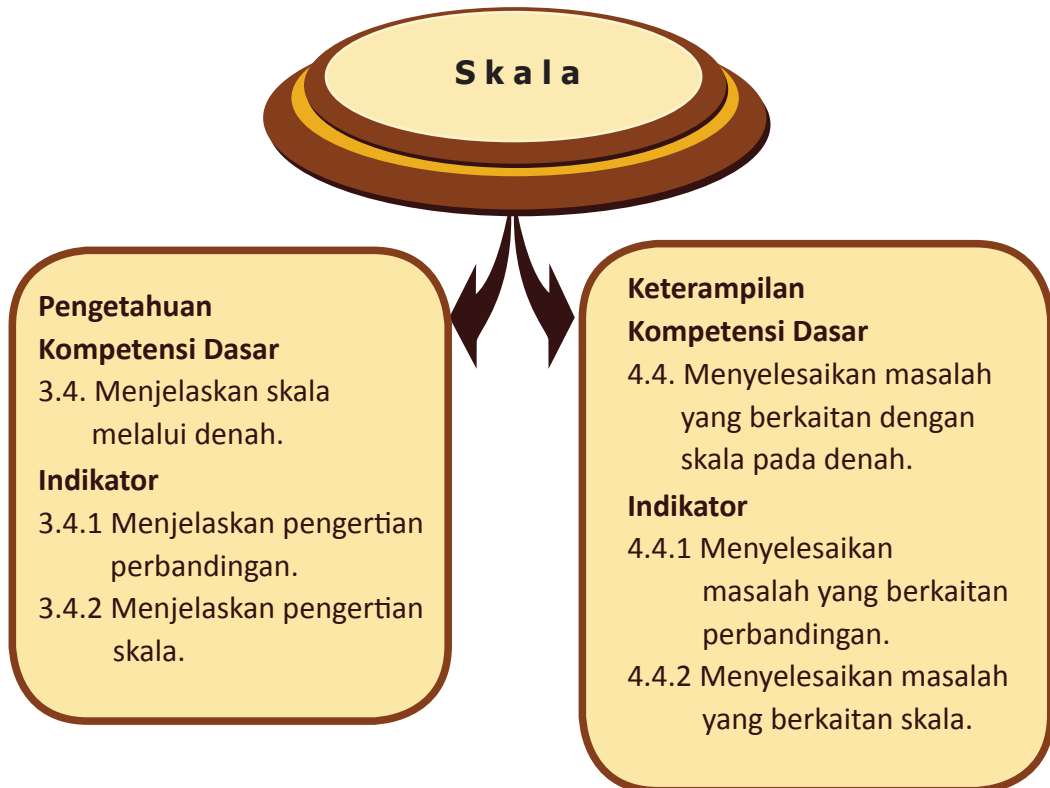 Skala
Pengetahuan
Kompetensi Dasar
3.4. Menjelaskan skala
melalui denah.
Indikator
3.4.1 Menjelaskan pengertian
perbandingan.
3.4.2 Menjelaskan pengertian
skala.
Keterampilan
Kompetensi Dasar
4.4. Menyelesaikan masalah
yang berkaitan dengan
skala pada denah.
Indikator
4.4.1 Menyelesaikan
masalah yang berkaitan
perbandingan.
4.4.2 Menyelesaikan masalah
yang berkaitan skala.